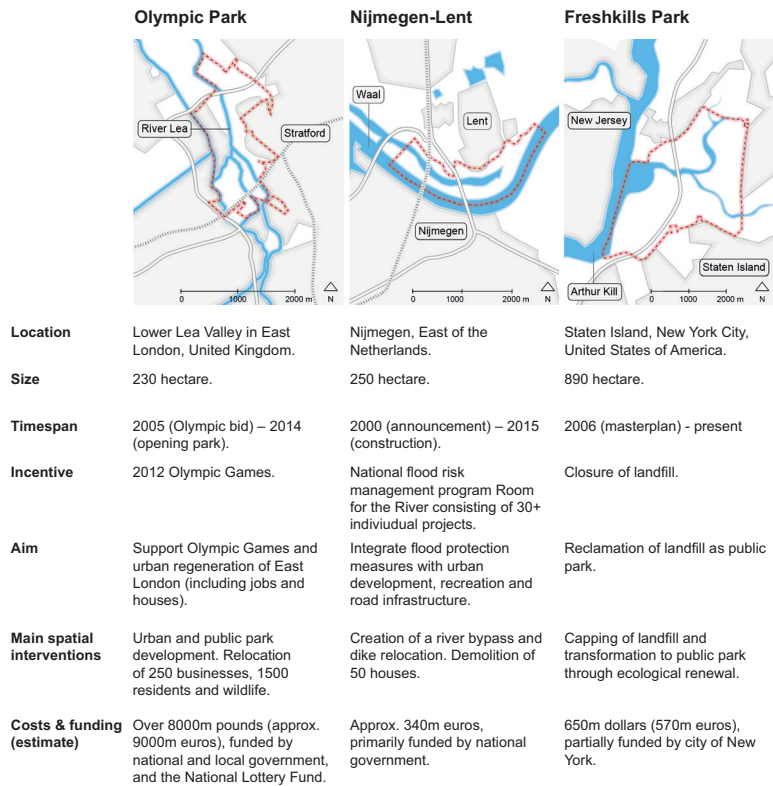 Olympic Park
Nijmegen-Lent
Freshkills Park
River Lea
Stratford
0 1000 2000 m
N
Waal
Lent
Nijmegen
0 1000 2000 m
N
New Jersey
Staten Island
Arthur Kill
0 1000 2000 m
N
Location
Lower Lea Valley in East
London, United Kingdom.
Nijmegen, East of the
Netherlands.
Staten Island, New York City,
United States of America.
Size
230 hectare.
250 hectare.
890 hectare.
Timespan
2005 (Olympic bid) – 2014
(opening park).
2000 (announcement) – 2015
(construction).
2006 (masterplan) - present
Incentive
2012 Olympic Games.
National flood risk
management program Room
for the River consisting of 30+
indiviudual projects.
Closure of landfill.
Aim
Support Olympic Games and
urban regeneration of East
London (including jobs and
houses).
Integrate flood protection
measures with urban
development, recreation and
road infrastructure.
Reclamation of landfill as public
park.
Main spatial
interventions
Urban and public park
development. Relocation
of 250 businesses, 1500
residents and wildlife.
Creation of a river bypass and
dike relocation. Demolition of
50 houses.
Capping of landfill and
transformation to public park
through ecological renewal.
Costs & funding
(estimate)
Over 8000m pounds (approx.
9000m euros), funded by
national and local government,
and the National Lottery Fund.
Approx. 340m euros,
primarily funded by national
government.
650m dollars (570m euros),
partially funded by city of New
York.